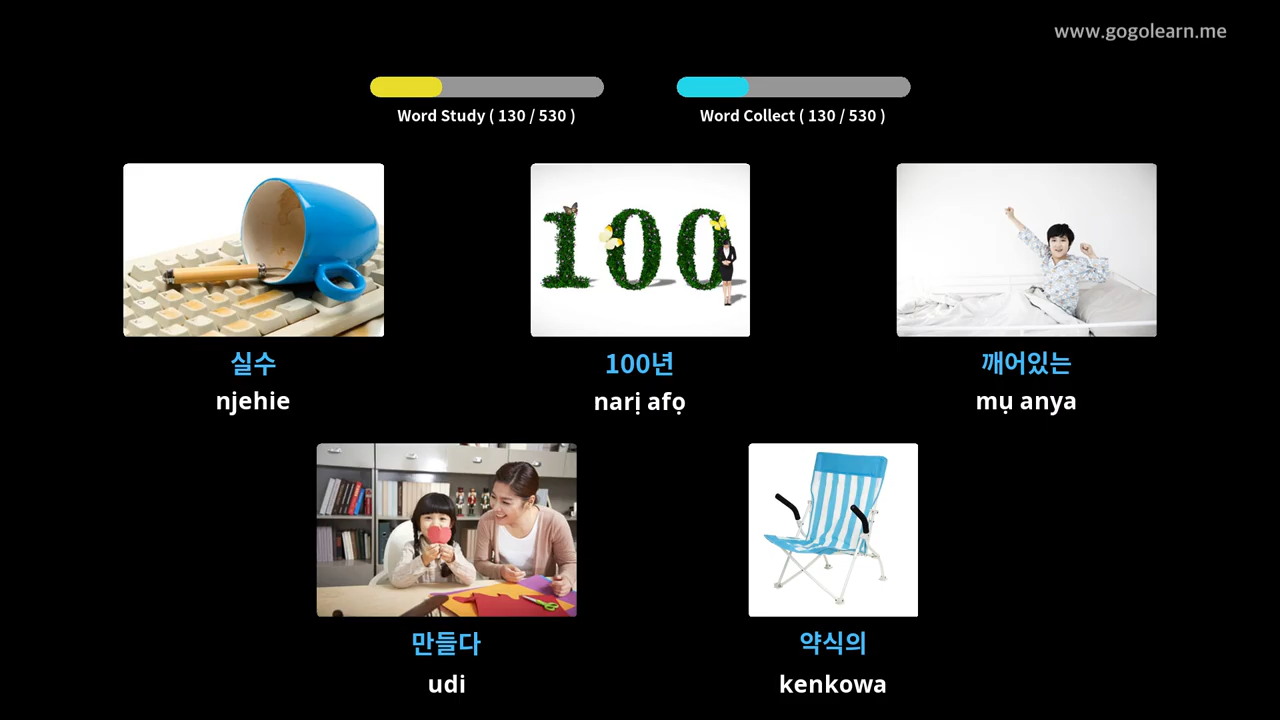 www.gogolearn.me
Word Study ( 130 / 530 )
Word Collect ( 130 / 530 )
실수
njehie
100년
narị afọ
깨어있는
mụ anya
만들다
udi
약식의
kenkowa